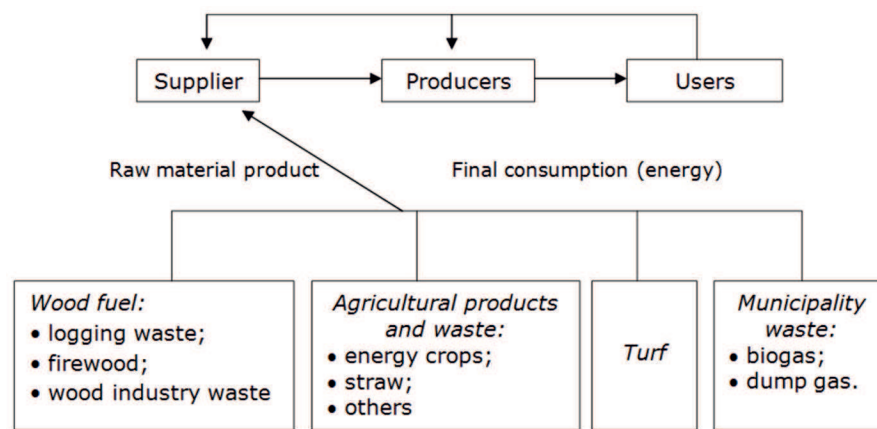 Supplier
Producers
Users
Raw material product
Final consumption (energy)
Wood fuel:
• logging waste;
• firewood;
• wood industry waste
Agricultural products
and waste:
• energy crops;
• straw;
• others
Turf
Municipality
waste:
• biogas;
• dump gas.